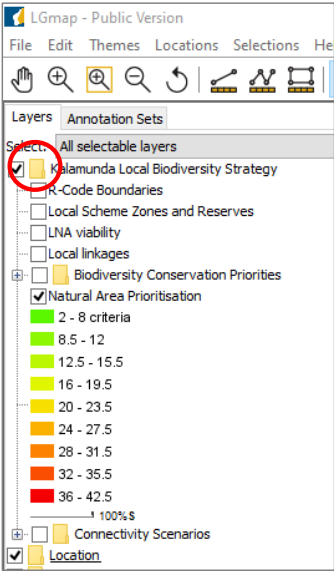 LGmap - Public Version
File Edit Themes Locations Selections He
Layers Annotation Sets
Select: All selectable layers
Kalamunda Local Biodiversity Strategy
R-Code Boundaries
Local Scheme Zones and Reserves
LNA viability
Local linkages
Biodiversity Conservation Priorities
Natural Area Prioritisation
2 - 8 criteria
8.5 - 12
12.5 - 15.5
16 - 19.5
20 - 23.5
24 - 27.5
28 - 31.5
32 - 35.5
36 - 42.5
100% S
Connectivity Scenarios
Location